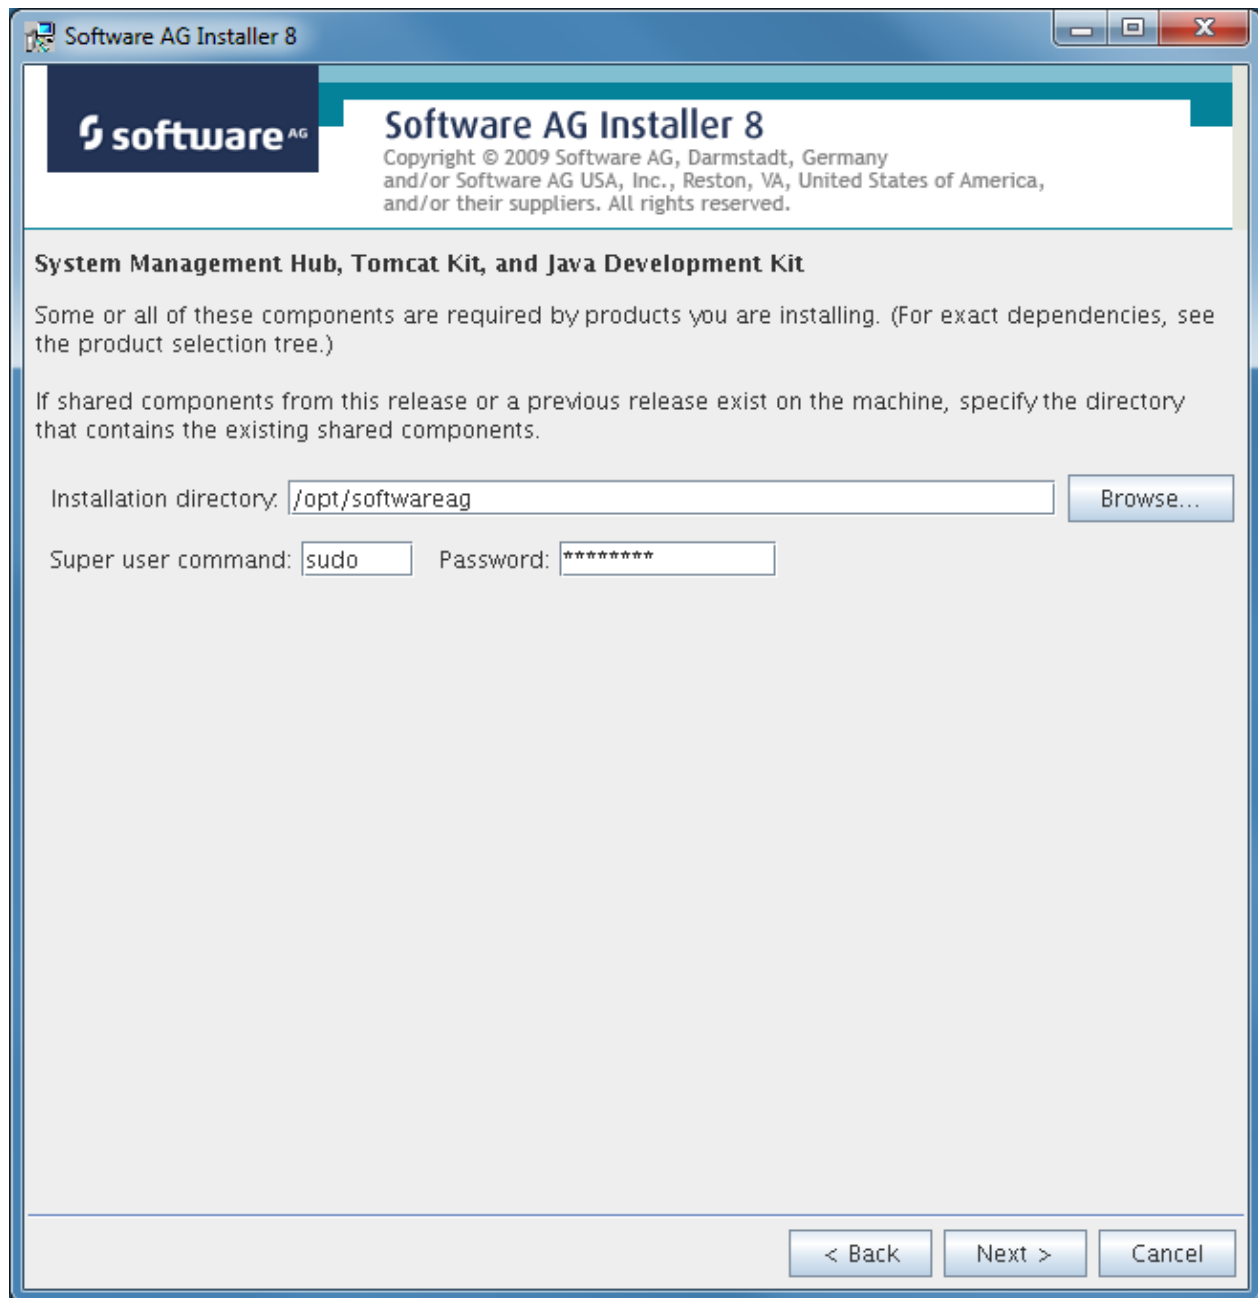 Software AG Installer 8
software AG
Software AG Installer 8
Copyright © 2009 Software AG, Darmstadt, Germany
and/or Software AG USA, Inc., Reston, VA, United States of America,
and/or their suppliers. All rights reserved.
System Management Hub, Tomcat Kit, and Java Development Kit
Some or all of these components are required by products you are installing. (For exact dependencies, see
the product selection tree.)
If shared components from this release or a previous release exist on the machine, specify the directory
that contains the existing shared components.
Installation directory: /opt/softwareag Browse...
Super user command: sudo Password: ********
< Back Next > Cancel